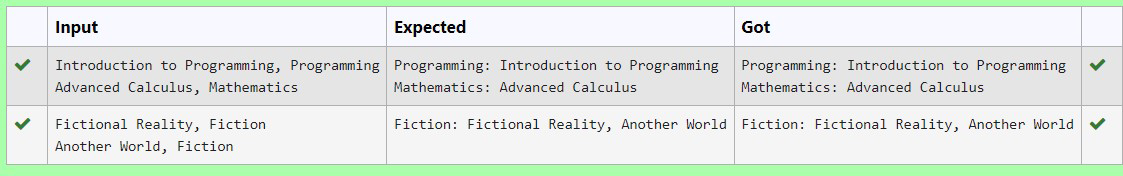 Input Expected Got
Introduction to Programming, Programming Programming: Introduction to Programming Programming: Introduction to Programming
Advanced Calculus, Mathematics Mathematics: Advanced Calculus Mathematics: Advanced Calculus
Fictional Reality, Fiction Fiction: Fictional Reality, Another World Fiction: Fictional Reality, Another World
Another World, Fiction